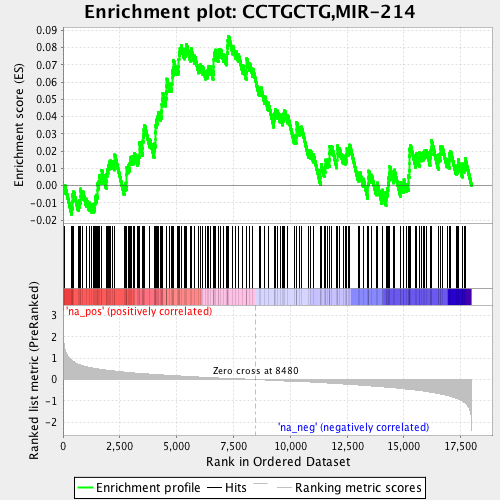 Enrichment plot: CCTGCTG,MIR-214
Enrichment score (ES)
0.09
0.08
0.07
0.06
0.05
0.04
0.03
0.02
0.01
0.00
-0.01
-0.02
'na_pos' (positively correlated)
Ranked list metric (PreRanked)
3
2
1
0
-1
-2
Zero cross at 8480
'na_neg' (negatively correlated)
0
2,500
5,000
7,500
10,000
12,500
15,000
17,500
Rank in Ordered Dataset
Enrichment profile
Hits
Ranking metric scores